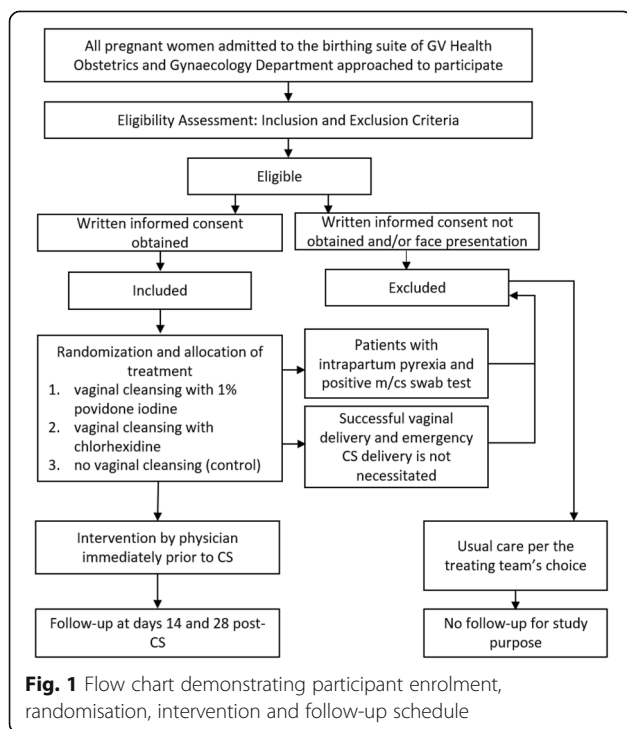 All pregnant women admitted to the birthing suite of GV Health
Obstetrics and Gynaecology Department approached to participate
Eligibility Assessment: Inclusion and Exclusion Criteria
Eligible
Written informed consent
obtained
Written informed consent not
obtained and/or face presentation
Included
Excluded
Randomization and allocation of
treatment
1. vaginal cleansing with 1%
povidone iodine
2. vaginal cleansing with
chlorhexidine
3. no vaginal cleansing (control)
Patients with
intrapartum pyrexia and
positive m/cs swab test
Successful vaginal
delivery and emergency
CS delivery is not
necessitated
Intervention by physician
immediately prior to CS
Usual care per the
treating team's choice
Follow-up at days 14 and 28 post-
CS
No follow-up for study
purpose
Fig. 1 Flow chart demonstrating participant enrolment,
randomisation, intervention and follow-up schedule